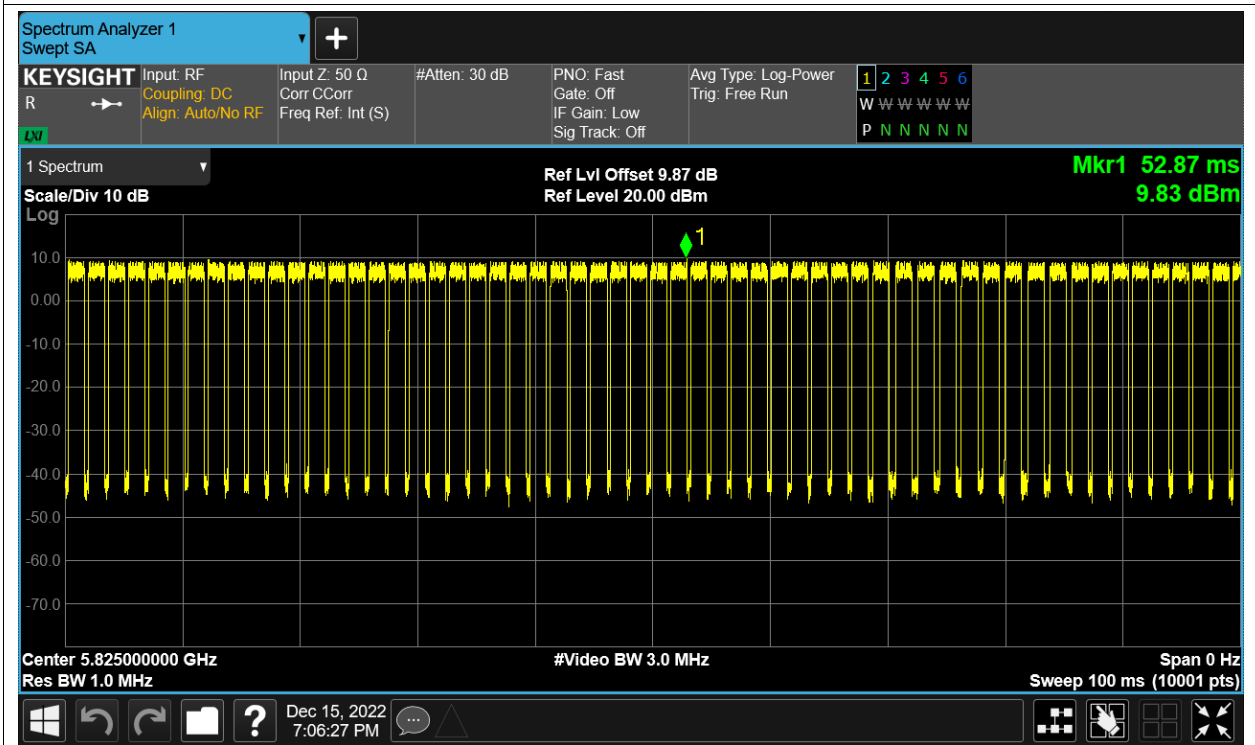 Spectrum Analyzer 1
Swept SA
KEYSIGHT
R
LXI
Input: RF
Coupling: DC
Align: Auto/No RF
Input Z: 50 Ω
Corr CCorr
Freq Ref: Int (S)
#Atten: 30 dB
PNO: Fast
Gate: Off
IF Gain: Low
Sig Track: Off
Avg Type: Log-Power
Trig: Free Run
1 2 3 4 5 6
W W W W W W
P N N N N N
1 Spectrum
Scale/Div 10 dB
Log
Ref Lvl Offset 9.87 dB
Ref Level 20.00 dBm
Mkr1 52.87 ms
9.83 dBm
1
10.0
0.00
-10.0
-20.0
-30.0
-40.0
-50.0
-60.0
-70.0
Center 5.825000000 GHz
#Video BW 3.0 MHz
Span 0 Hz
Res BW 1.0 MHz
Sweep 100 ms (10001 pts)
?
Dec 15, 2022
7:06:27 PM